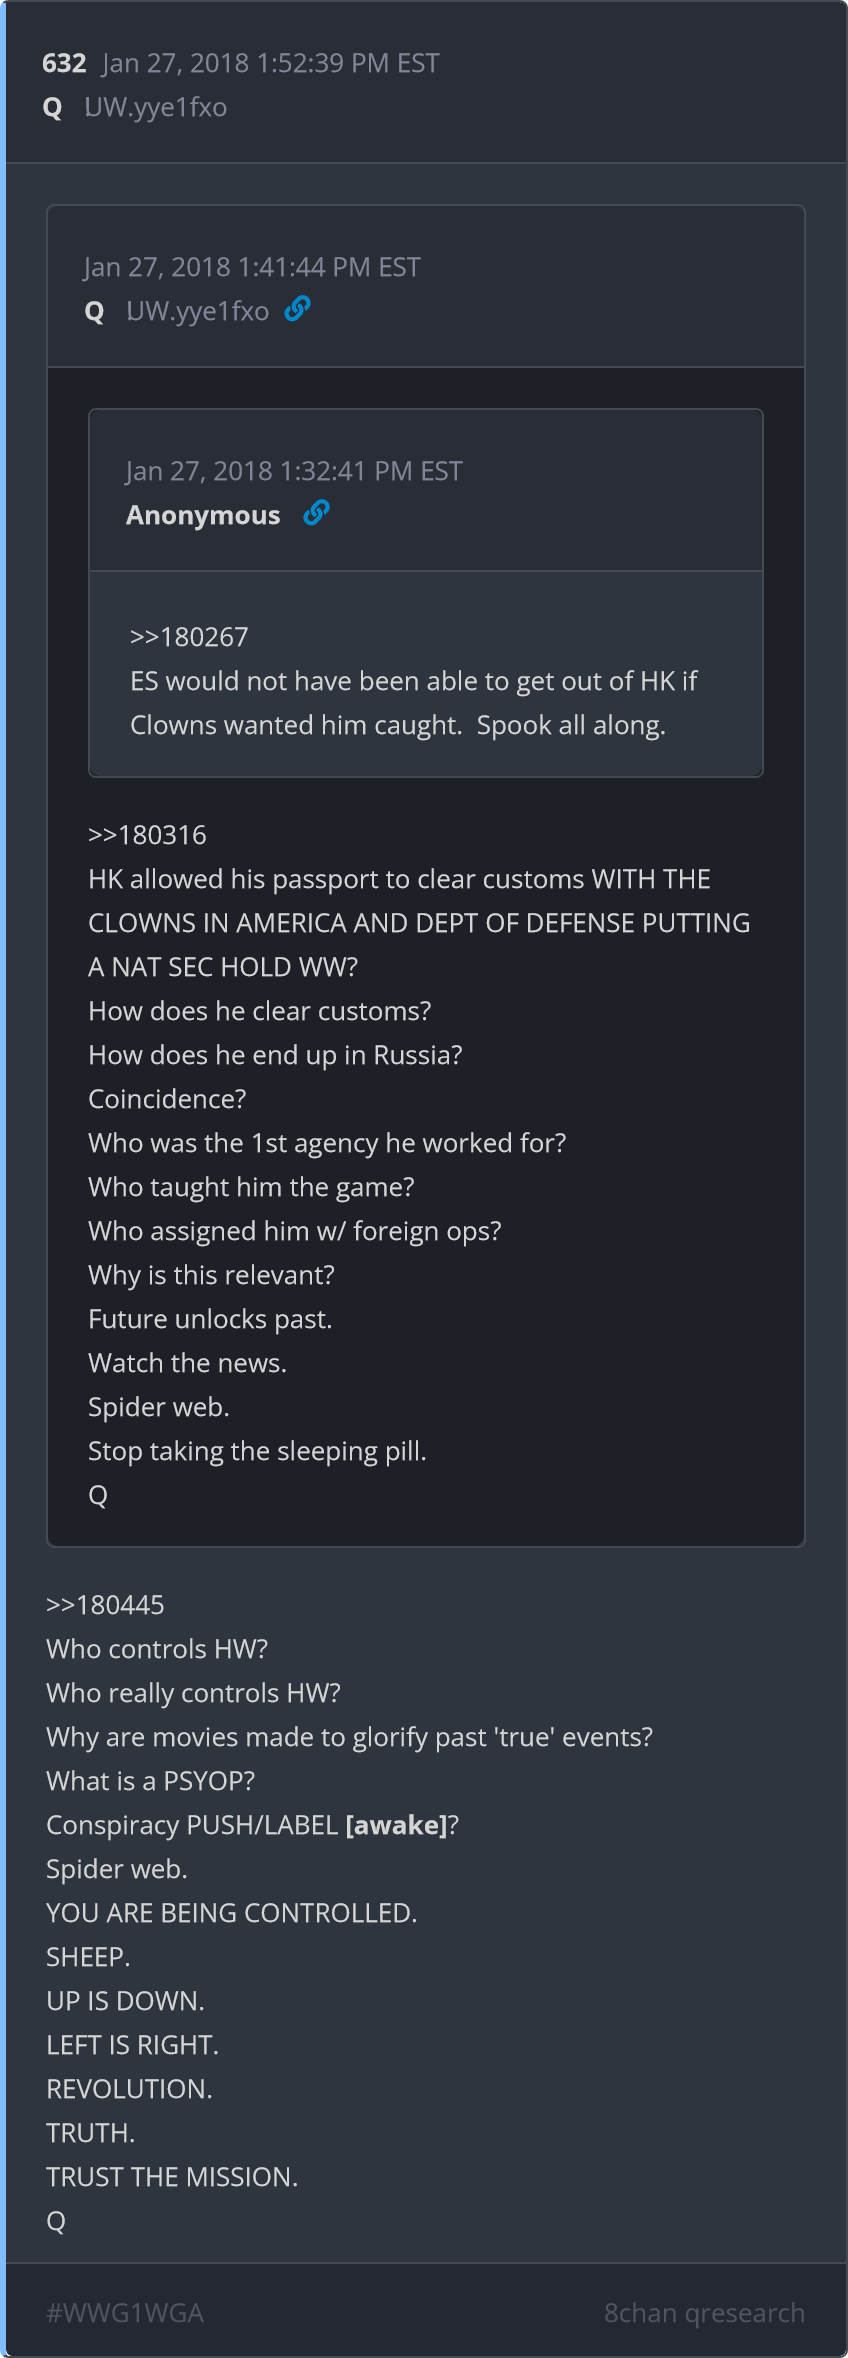 632 Jan 27, 2018 1:52:39 PM EST
Q UW.yye1fxo
Jan 27, 2018 1:41:44 PM EST
Q UW.yye1fxo
Jan 27, 2018 1:32:41 PM EST
Anonymous
>>180267
ES would not have been able to get out of HK if
Clowns wanted him caught.  Spook all along.
>>180316
HK allowed his passport to clear customs WITH THE
CLOWNS IN AMERICA AND DEPT OF DEFENSE PUTTING
A NAT SEC HOLD WW?
How does he clear customs?
How does he end up in Russia?
Coincidence?
Who was the 1st agency he worked for?
Who taught him the game?
Who assigned him w/ foreign ops?
Why is this relevant?
Future unlocks past.
Watch the news.
Spider web.
Stop taking the sleeping pill.
Q
>>180445
Who controls HW?
Who really controls HW?
Why are movies made to glorify past 'true' events?
What is a PSYOP?
Conspiracy PUSH/LABEL [awake]?
Spider web.
YOU ARE BEING CONTROLLED.
SHEEP.
UP IS DOWN.
LEFT IS RIGHT.
REVOLUTION.
TRUTH.
TRUST THE MISSION.
Q
#WWG1WGA 8chan qresearch